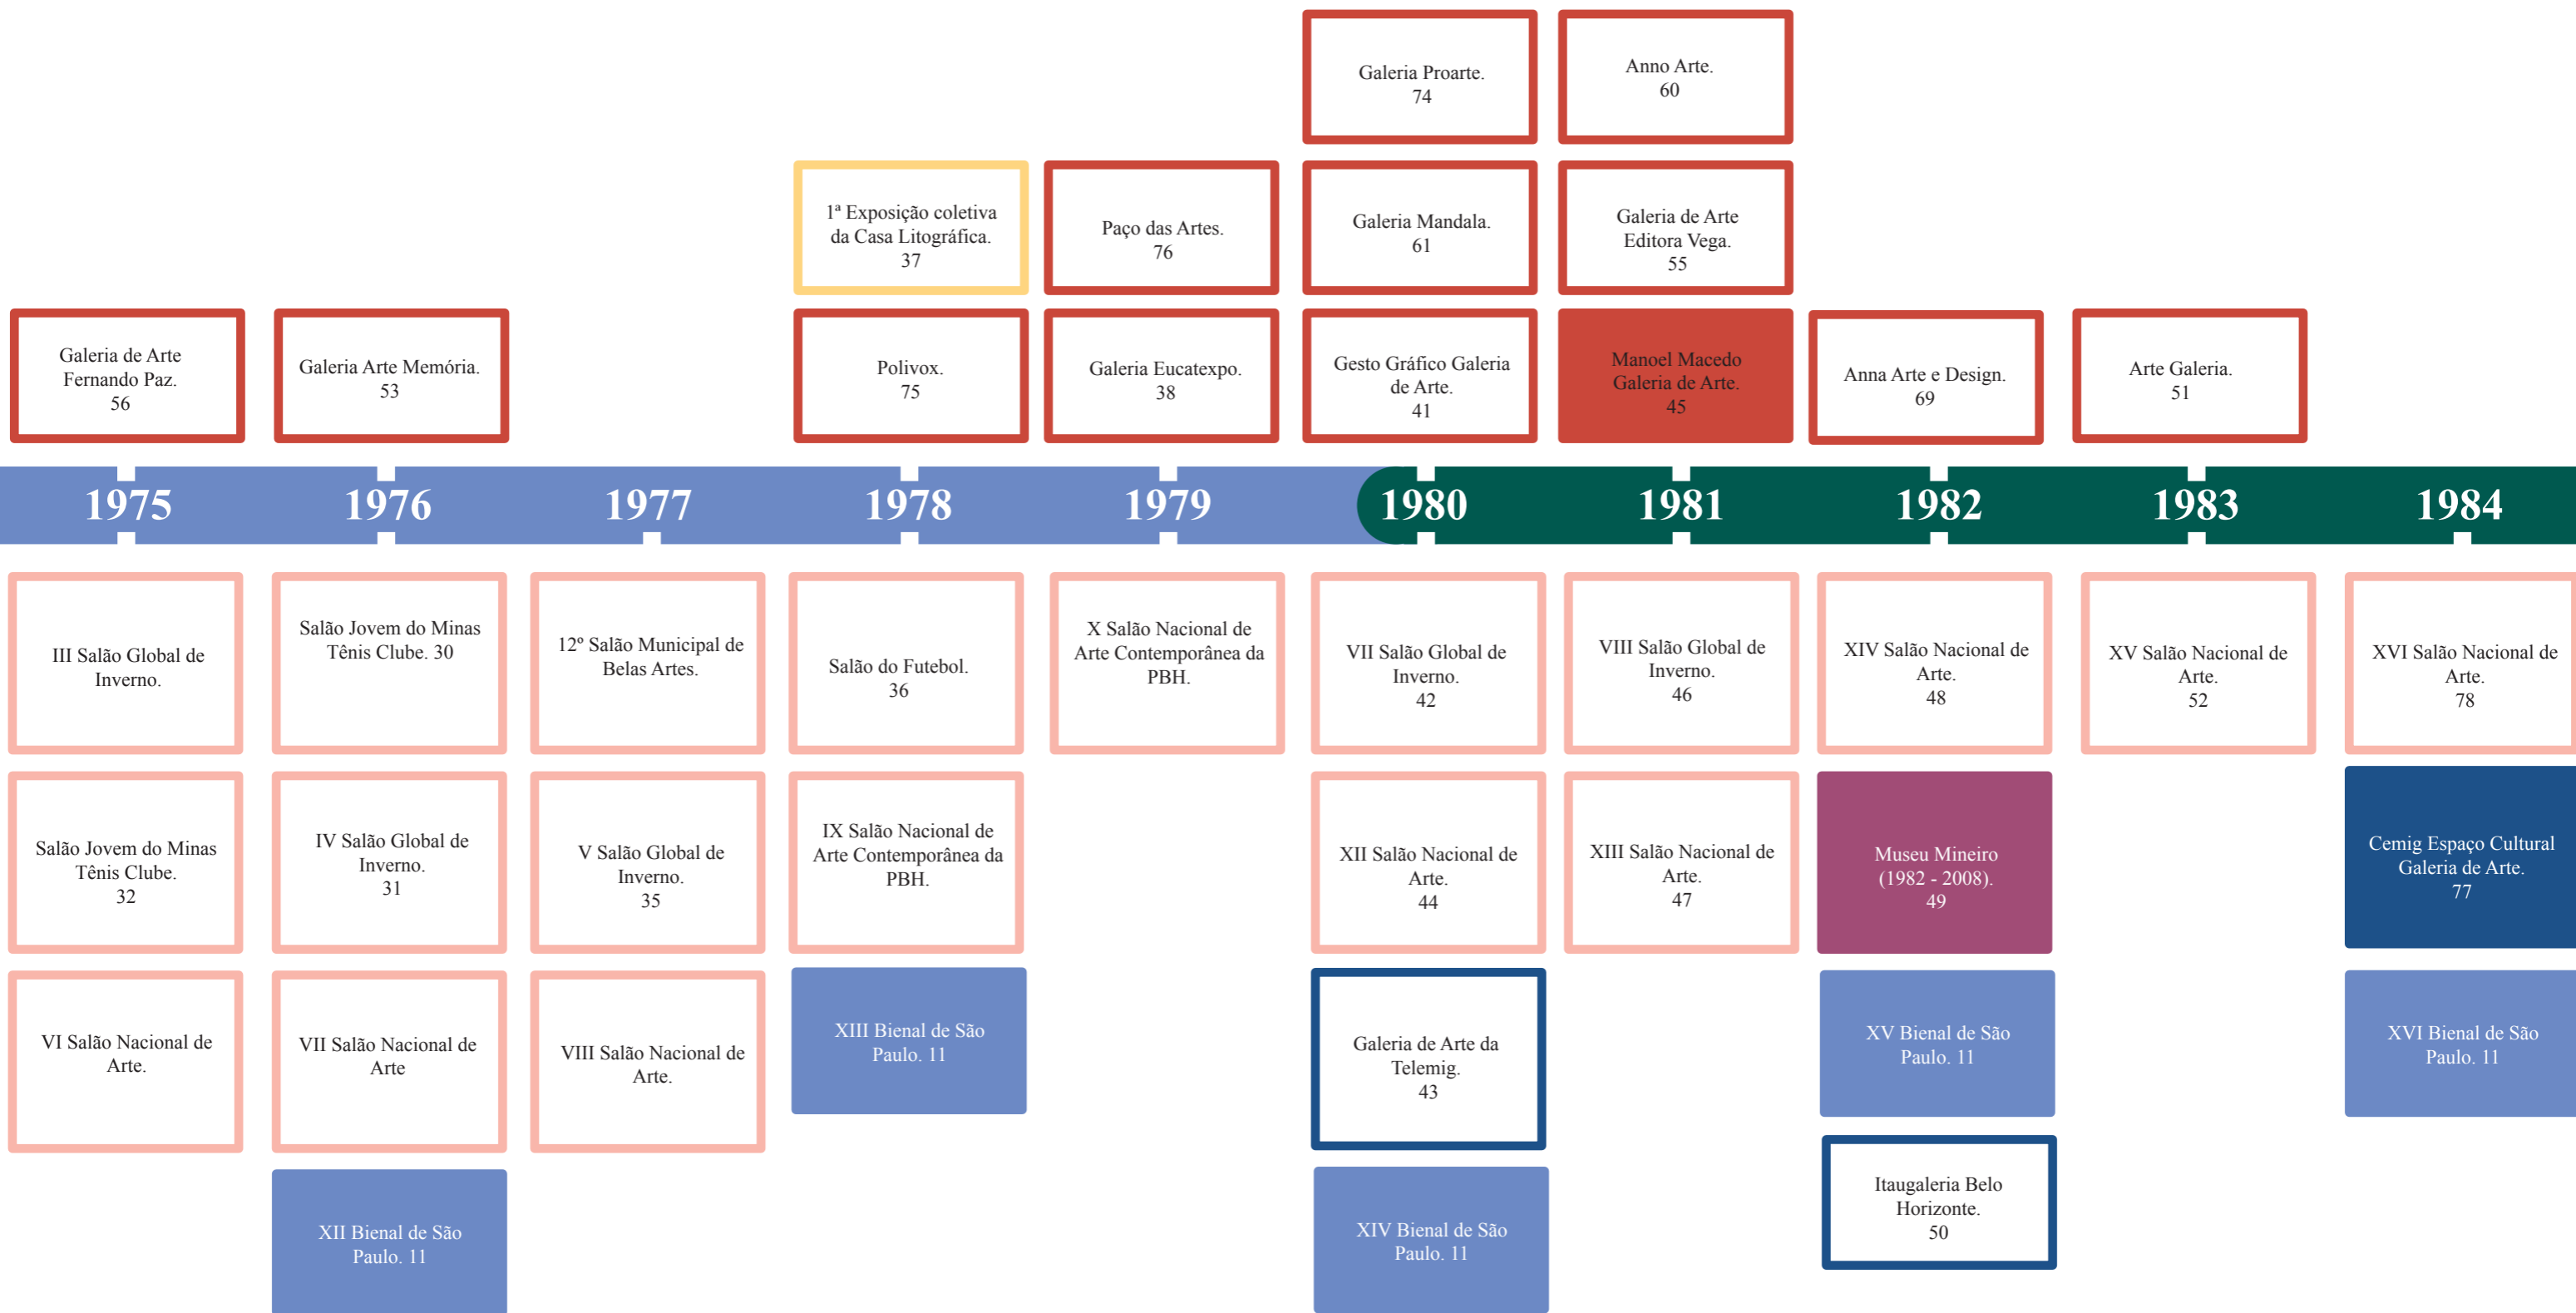 Galeria Proarte.
74
Anno Arte.
60
1ª Exposição coletiva
da Casa Litográfica.
37
Paço das Artes.
76
Galeria Mandala.
61
Galeria de Arte
Editora Vega.
55
Galeria de Arte
Fernando Paz.
56
Galeria Arte Memória.
53
Polivox.
75
Galeria Eucatexpo.
38
Gesto Gráfico Galeria
de Arte.
41
Manoel Macedo
Galeria de Arte.
45
Anna Arte e Design.
69
Arte Galeria.
51
1975
1976
1977
1978
1979
1980
1981
1982
1983
1984
III Salão Global de
Inverno.
Salão Jovem do Minas
Tênis Clube. 30
12º Salão Municipal de
Belas Artes.
Salão do Futebol.
36
X Salão Nacional de
Arte Contemporânea da
PBH.
VII Salão Global de
Inverno.
42
VIII Salão Global de
Inverno.
46
XIV Salão Nacional de
Arte.
48
XV Salão Nacional de
Arte.
52
XVI Salão Nacional de
Arte.
78
Salão Jovem do Minas
Tênis Clube.
32
IV Salão Global de
Inverno.
31
V Salão Global de
Inverno.
35
IX Salão Nacional de
Arte Contemporânea da
PBH.
XII Salão Nacional de
Arte.
44
XIII Salão Nacional de
Arte.
47
Museu Mineiro
(1982 - 2008).
49
Cemig Espaço Cultural
Galeria de Arte.
77
VI Salão Nacional de
Arte.
VII Salão Nacional de
Arte
VIII Salão Nacional de
Arte.
XIII Bienal de São
Paulo. 11
Galeria de Arte da
Telemig.
43
XV Bienal de São
Paulo. 11
XVI Bienal de São
Paulo. 11
XII Bienal de São
Paulo. 11
XIV Bienal de São
Paulo. 11
Itaugaleria Belo
Horizonte.
50